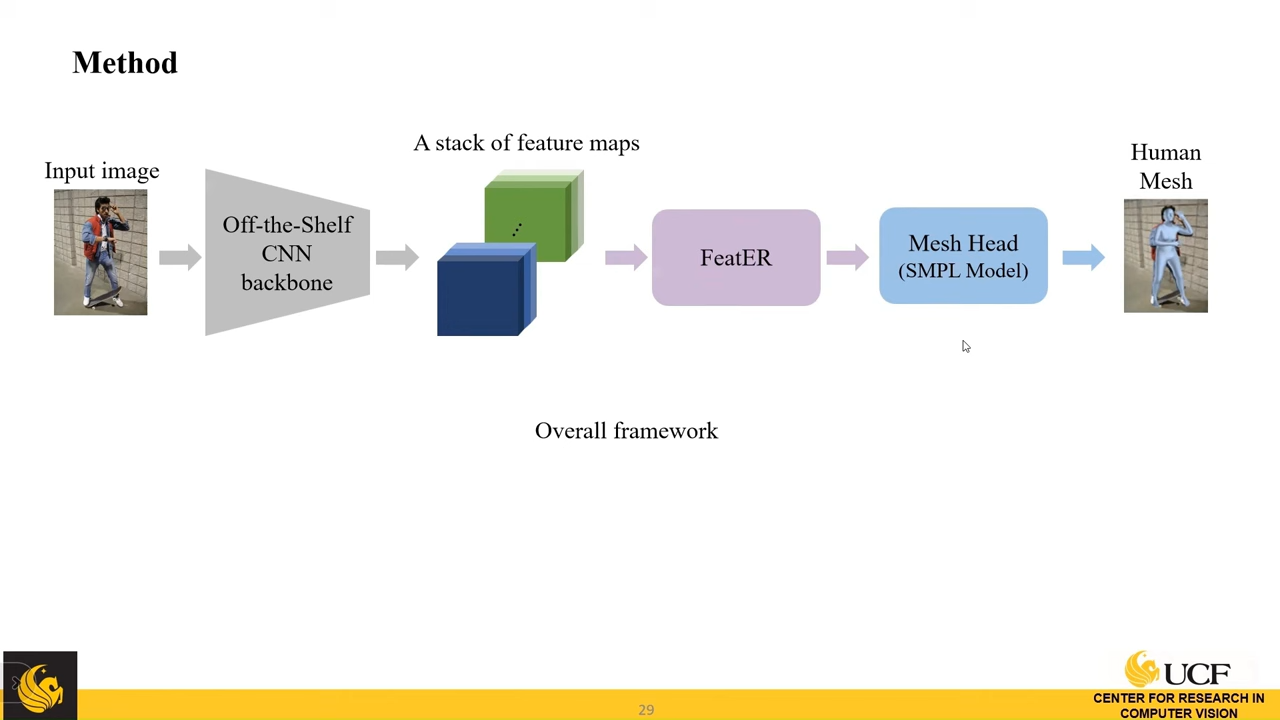 Method
Input image
Off-the-Shelf
CNN
backbone
A stack of feature maps
FeatER
Mesh Head
(SMPL Model)
Human
Mesh
Overall framework
29
UCF
CENTER FOR RESEARCH IN
COMPUTER VISION